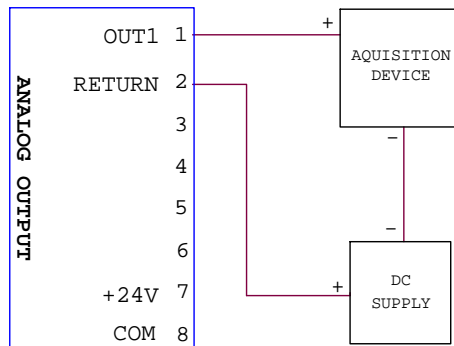 ANALOG OUTPUT
OUT1 1
RETURN 2
3
4
5
6
+24V 7
COM 8
+
AQUISITION
DEVICE
−
−
+
DC
SUPPLY